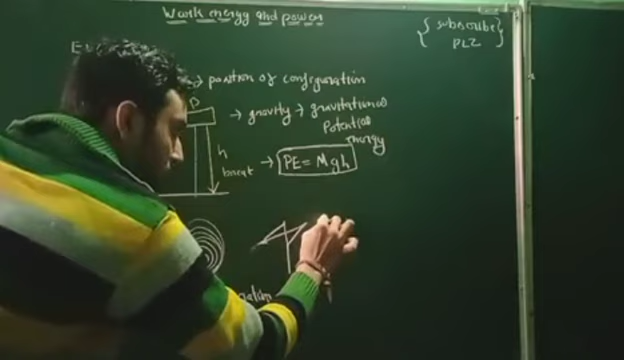 Work energy and power
{ subscribe }
PLZ
→ position of configuration
D
→ gravity → gravitational
Potential
energy
h
break → PE = Mgh